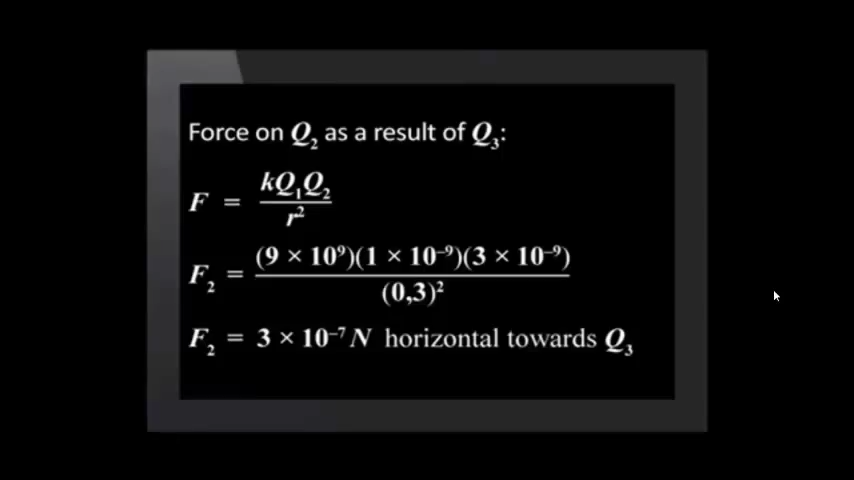 Force on Q₂ as a result of Q₃:
F = kQ₁Q₂ / r²
F₂ = (9 × 10⁹)(1 × 10⁻⁹)(3 × 10⁻⁹) / (0,3)²
F₂ = 3 × 10⁻⁷ N horizontal towards Q₃